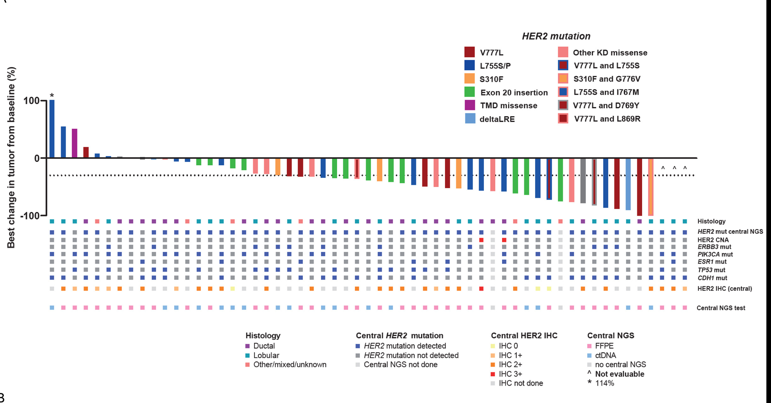 HER2 mutation
V777L
L755S/P
S310F
Exon 20 insertion
TMD missense
deltaLRE
Other KD missense
V777L and L755S
S310F and G776V
L755S and I767M
V777L and D769Y
V777L and L869R
Best change in tumor from baseline (%)
100
0
-100
*
^ ^ ^
Histology
HER2 mut central NGS
HER2 CNA
ERBB3 mut
PIK3CA mut
ESR1 mut
TP53 mut
CDH1 mut
HER2 IHC (central)
Central NGS test
Histology
Ductal
Lobular
Other/mixed/unknown
Central HER2 mutation
HER2 mutation detected
HER2 mutation not detected
Central NGS not done
Central HER2 IHC
IHC 0
IHC 1+
IHC 2+
IHC 3+
IHC not done
Central NGS
FFPE
ctDNA
no central NGS
^ Not evaluable
* 114%